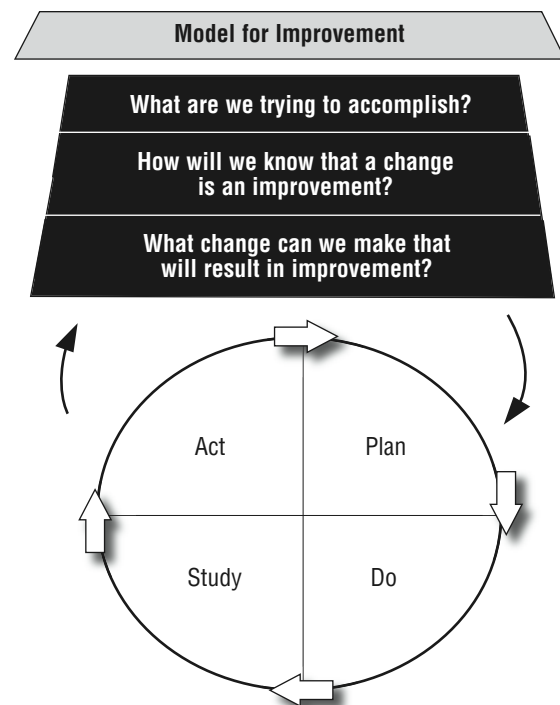 Model for Improvement
What are we trying to accomplish?
How will we know that a change
is an improvement?
What change can we make that
will result in improvement?
Act
Plan
Study
Do